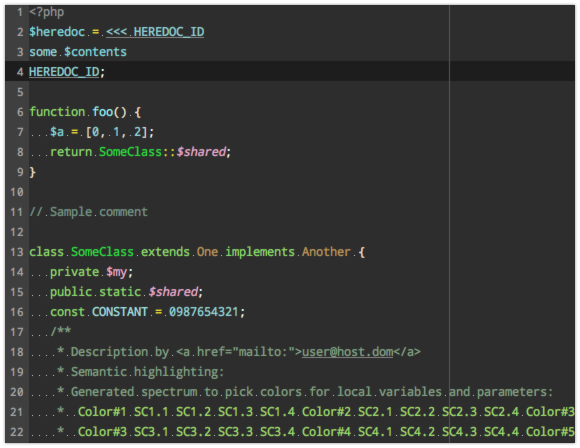 1 <?php
2 $heredoc = <<< HEREDOC_ID
3 some $contents
4 HEREDOC_ID;
5
6 function foo() {
7    $a = [0, 1, 2];
8    return SomeClass::$shared;
9 }
10
11 // Sample comment
12
13 class SomeClass extends One implements Another {
14    private $my;
15    public static $shared;
16    const CONSTANT = 0987654321;
17    /**
18     * Description by <a href="mailto:">user@host.dom</a>
19     * Semantic highlighting:
20     * Generated spectrum to pick colors for local variables and parameters:
21     *  Color#1 SC1.1 SC1.2 SC1.3 SC1.4 Color#2 SC2.1 SC2.2 SC2.3 SC2.4 Color#3
22     *  Color#3 SC3.1 SC3.2 SC3.3 SC3.4 Color#4 SC4.1 SC4.2 SC4.3 SC4.4 Color#5